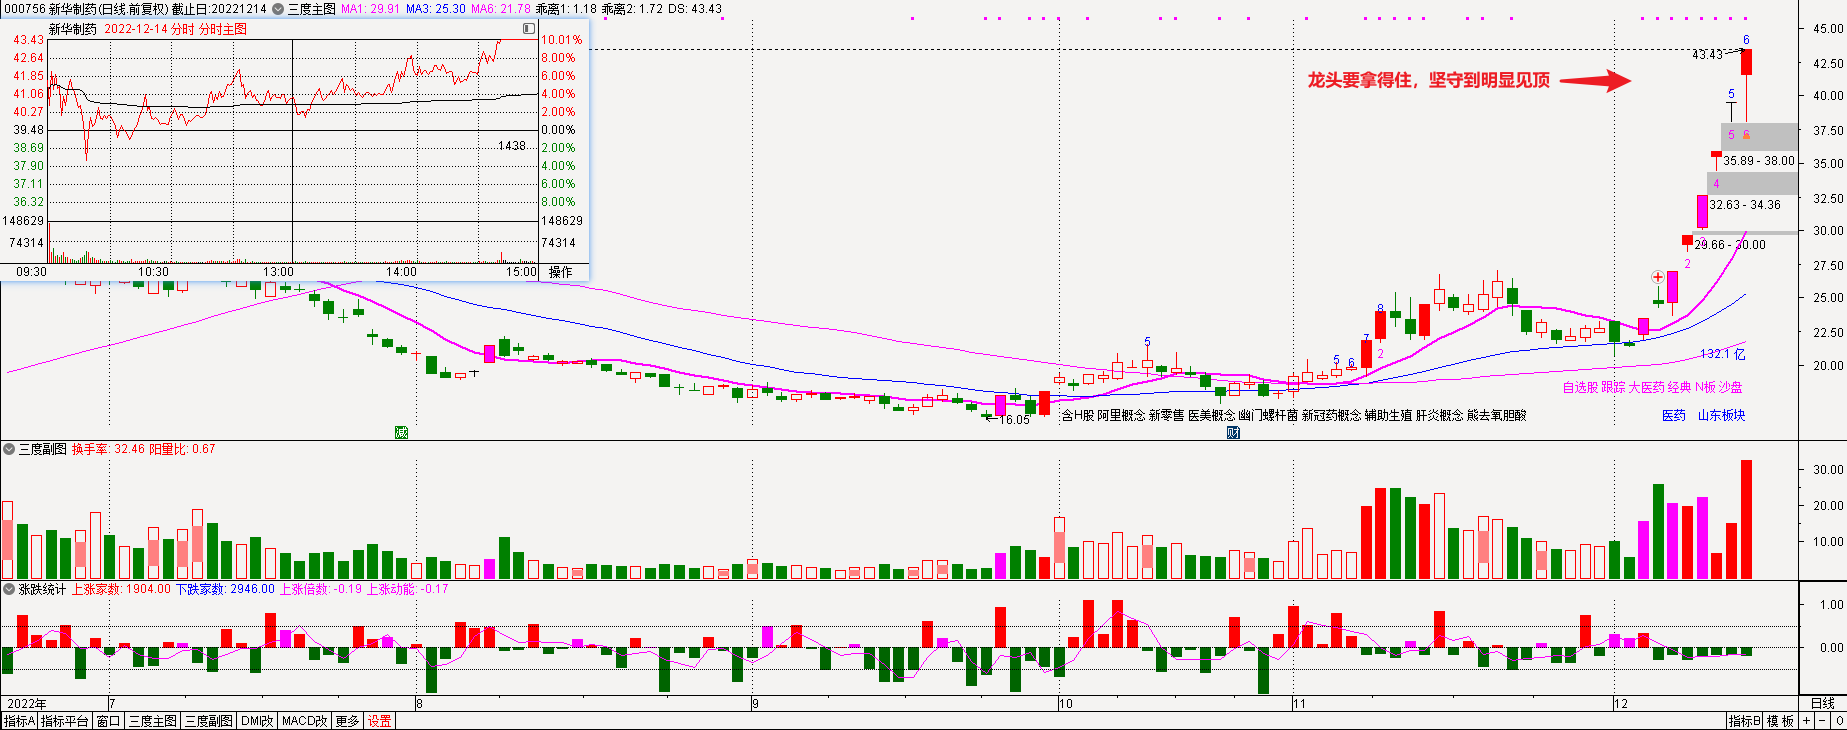 000756 新华制药(日线.前复权) 截止日:20221214 三度主图 MA1: 29.91 MA3: 25.30 MA6: 21.78 乖离1: 1.18 乖离2: 1.72 DS: 43.43
新华制药 2022-12-14 分时 分时主图
43.43 10.01%
42.64 8.00%
41.85 6.00%
41.06 4.00%
40.27 2.00%
39.48 0.00%
38.69 2.00%
37.90 4.00%
37.11 6.00%
36.32 8.00%
1438
148629 148629
74314 74314
09:30 10:30 13:00 14:00 15:00 操作
45.00
42.50
40.00
37.50
35.00
32.50
30.00
27.50
25.00
22.50
20.00
6
43.43
龙头要拿得住，坚守到明显见顶
5
5 6
35.89 - 38.00
4
32.63 - 34.36
29.66 - 30.00
2
5
5 6 7 8
2
132.1 亿
自选股 跟踪 大医药 经典 N板 沙盘
16.05
含H股 阿里概念 新零售 医美概念 幽门螺杆菌 新冠药概念 辅助生殖 肝炎概念 熊去氧胆酸
医药 山东板块
减 财
三度副图 换手率: 32.46 阳量比: 0.67
30.00
20.00
10.00
涨跌统计 上涨家数: 1904.00 下跌家数: 2946.00 上涨倍数: -0.19 上涨动能: -0.17
1.00
0.00
2022年 7 8 9 10 11 12 日线
指标A 指标平台 窗口 三度主图 三度副图 DMI改 MACD改 更多 设置 指标B 模板 + - 0